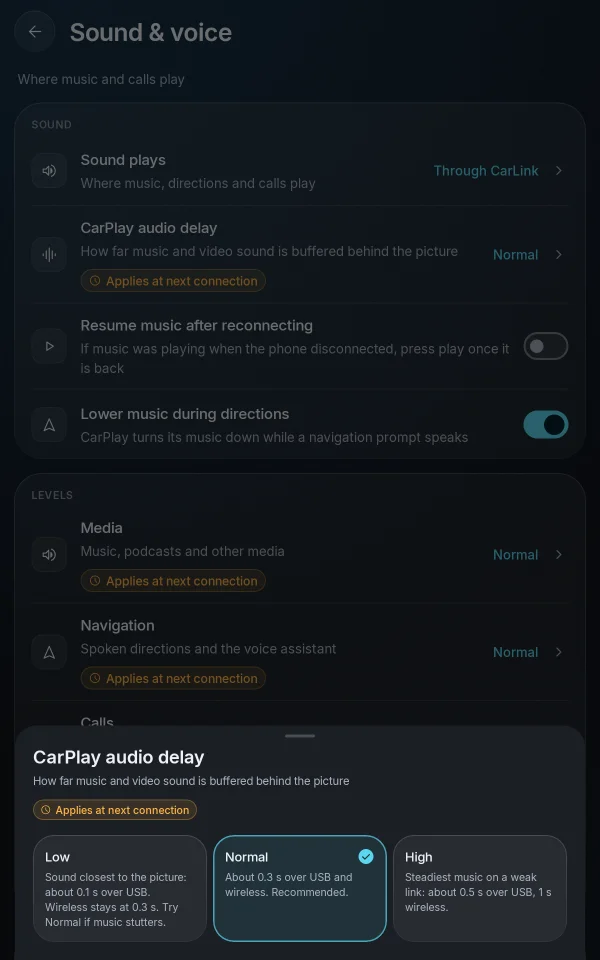 Sound & voice
Where music and calls play
SOUND
Sound plays
Where music, directions and calls play
Through CarLink
CarPlay audio delay
How far music and video sound is buffered behind the picture
Normal
Applies at next connection
Resume music after reconnecting
If music was playing when the phone disconnected, press play once it
is back
Lower music during directions
CarPlay turns its music down while a navigation prompt speaks
LEVELS
Media
Music, podcasts and other media
Normal
Applies at next connection
Navigation
Spoken directions and the voice assistant
Normal
Applies at next connection
Calls
CarPlay audio delay
How far music and video sound is buffered behind the picture
Applies at next connection
Low
Sound closest to the picture:
about 0.1 s over USB.
Wireless stays at 0.3 s. Try
Normal if music stutters.
Normal
About 0.3 s over USB and
wireless. Recommended.
High
Steadiest music on a weak
link: about 0.5 s over USB, 1 s
wireless.